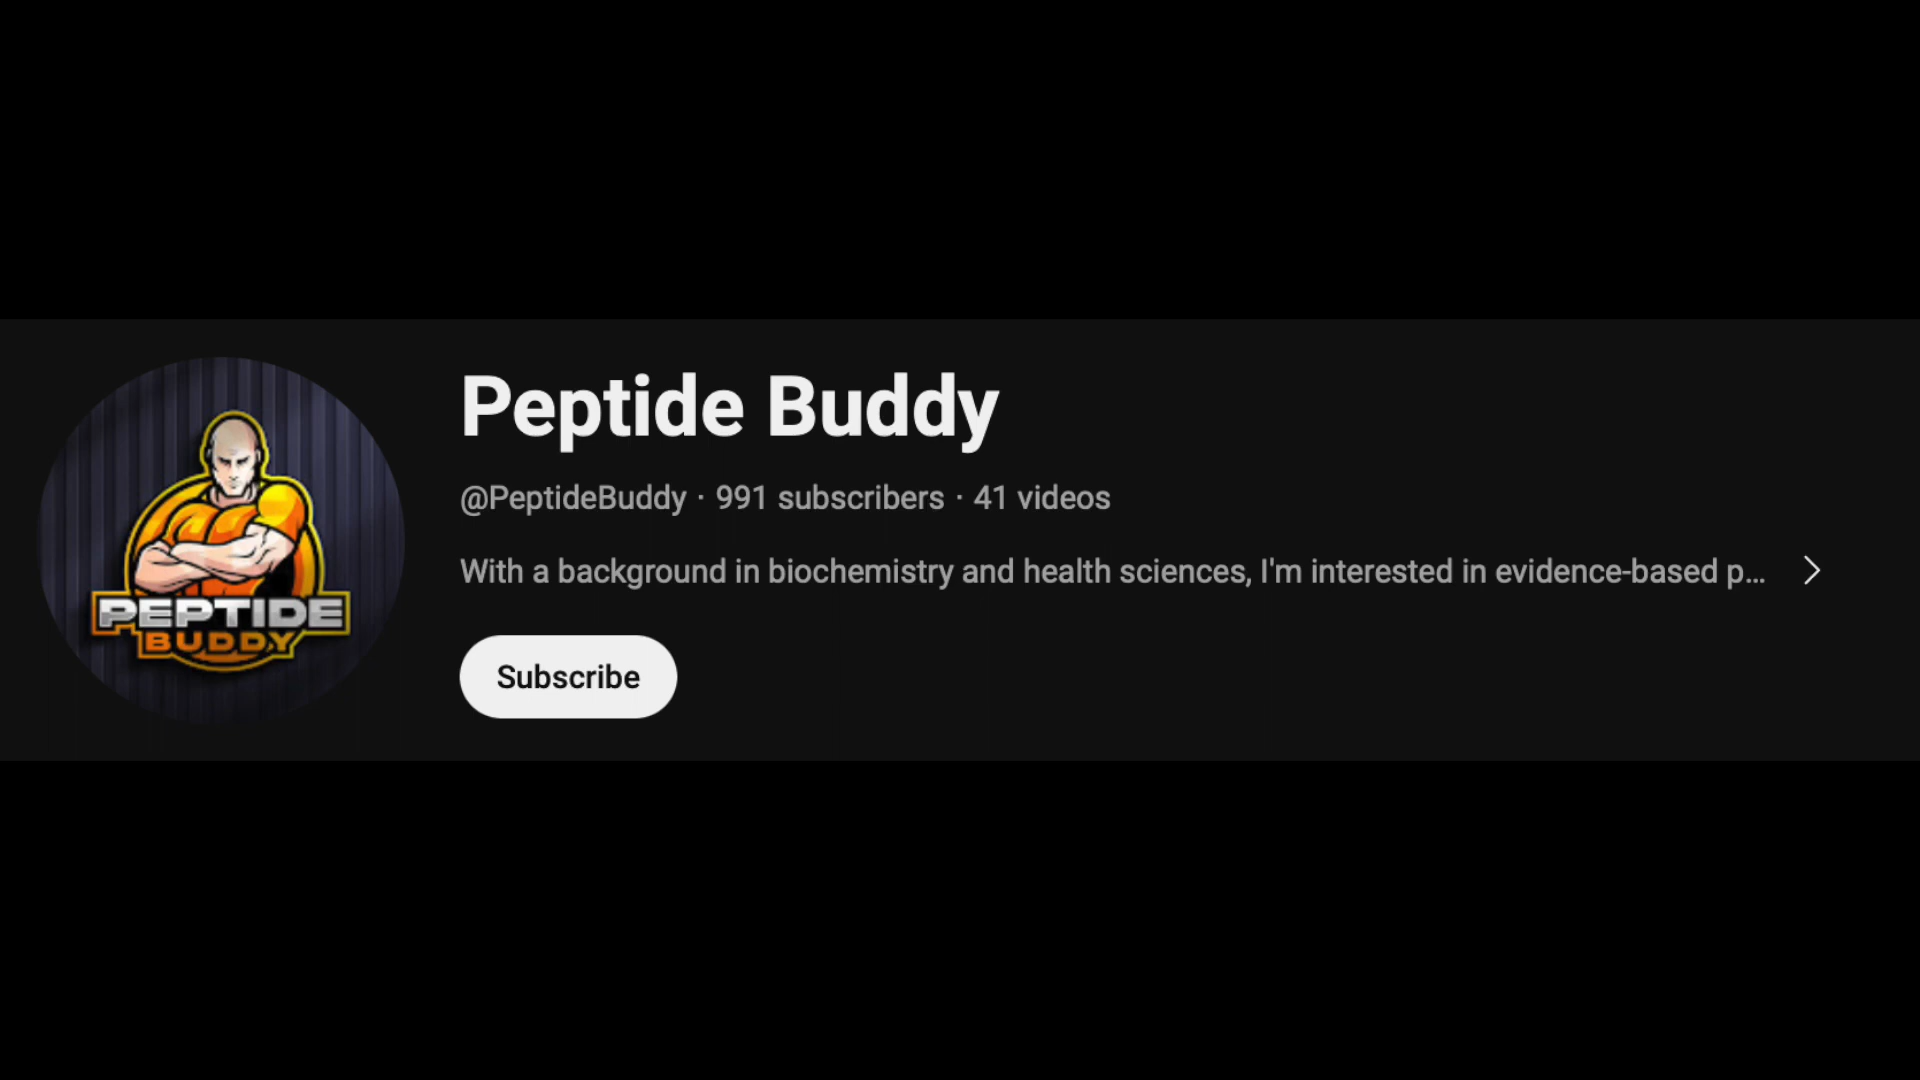 Peptide Buddy
@PeptideBuddy · 991 subscribers · 41 videos
With a background in biochemistry and health sciences, I'm interested in evidence-based p...
Subscribe
PEPTIDE
BUDDY